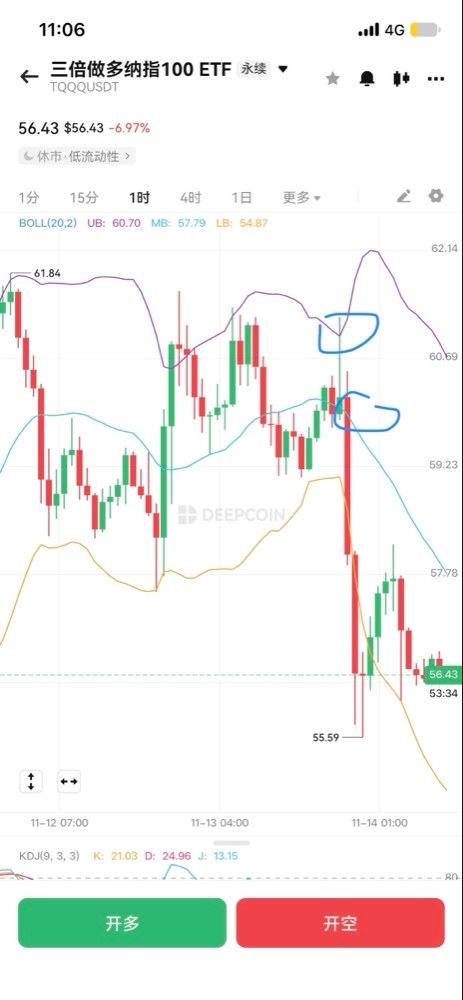 11:06 4G
三倍做多纳指100 ETF 永续
TQQQUSDT
56.43 $56.43 -6.97%
休市·低流动性 >
1分 15分 1时 4时 1日 更多
BOLL(20,2) UB: 60.70 MB: 57.79 LB: 54.87
62.14
61.84
60.69
59.23
DEEPCOIN
57.78
56.43
53:34
55.59
11-12 07:00 11-13 04:00 11-14 01:00
KDJ(9, 3, 3) K: 21.03 D: 24.96 J: 13.15
80
开多 开空